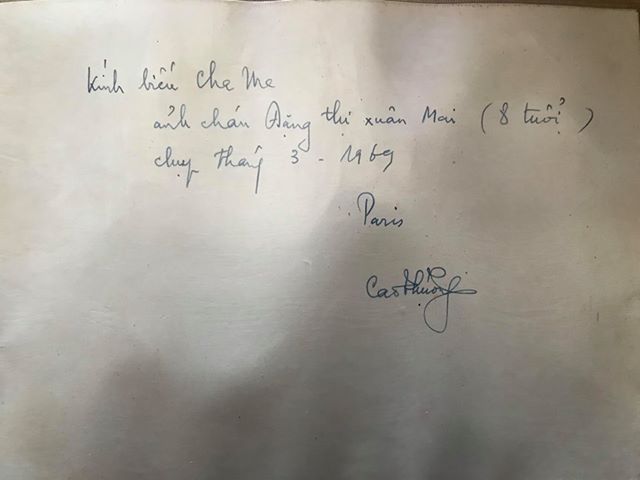 Kính biếu Cha Mẹ
ảnh cháu Đặng thị xuân Mai ( 8 tuổi )
chụp tháng 3 - 1969
Paris